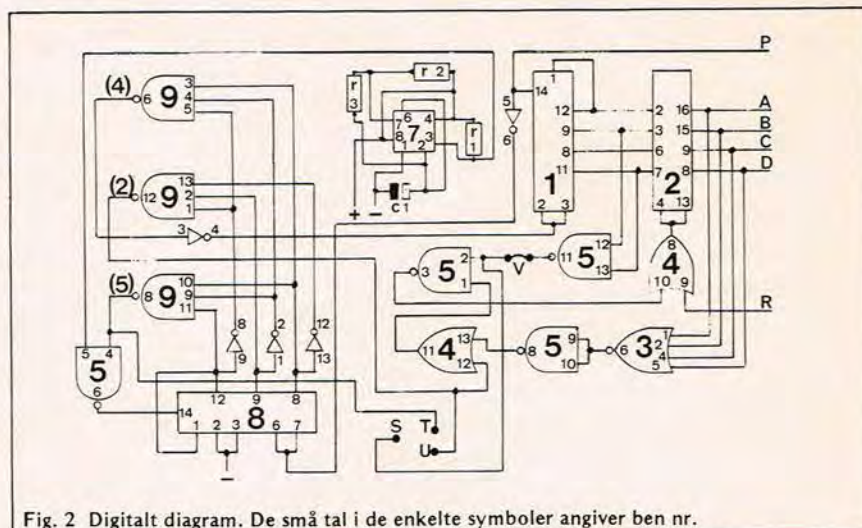 P
A
B
C
D
R
(4)
6 9 3 4 5
(2)
12 9 13 2 1
(5)
8 9 10 9 11
3 4
5 4
5
6
8 9
2 1
12 13
12 9 8
14 8
1 2 3 6 7
−
r 3
r 2
r 1
7 6 4
8 7 3
1 2
+ − c 1
5
6
1
14
12
9
8
11
1
2 3
2 16
3 15
6 9
7 8
2
4 13
8
4
10 9
3 5 2 1
V
11 5 12 13
11 4 13 12
8 5 9 10
6 3 1 2 4 5
S T
U
Fig. 2 Digitalt diagram. De små tal i de enkelte symboler angiver ben nr.